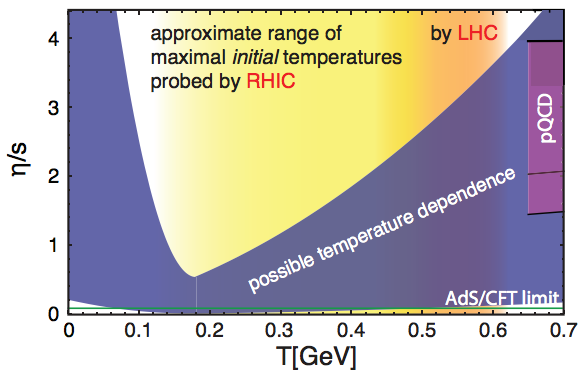 approximate range of
maximal initial temperatures
probed by RHIC
by LHC
η/s
4
3
2
1
0
pQCD
possible temperature dependence
AdS/CFT limit
0
0.1
0.2
0.3
0.4
0.5
0.6
0.7
T[GeV]